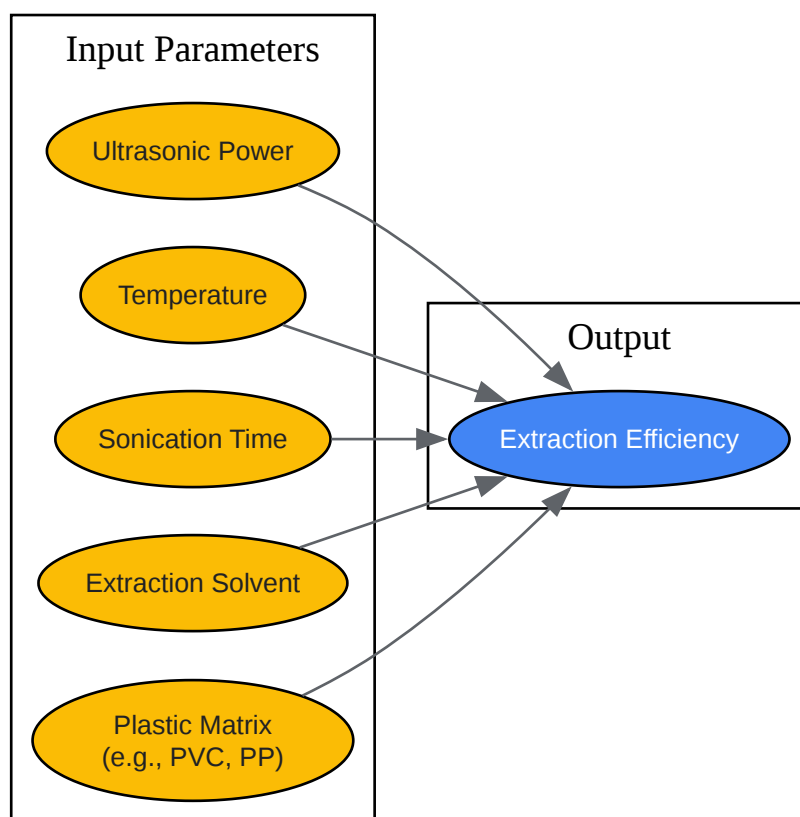 Input Parameters
Ultrasonic Power
Temperature
Output
Sonication Time
Extraction Efficiency
Extraction Solvent
Plastic Matrix
(e.g., PVC, PP)